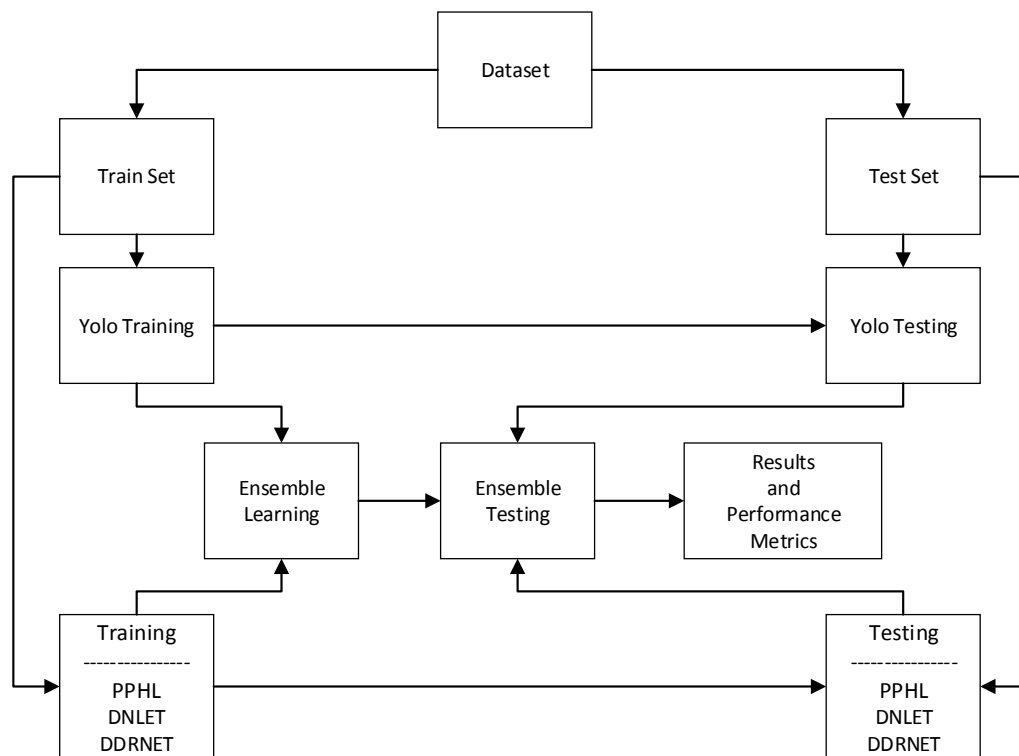 Dataset
Train Set
Test Set
Yolo Training
Yolo Testing
Ensemble
Learning
Ensemble
Testing
Results
and
Performance
Metrics
Training
----------------
PPHL
DNLET
DDRNET
Testing
----------------
PPHL
DNLET
DDRNET